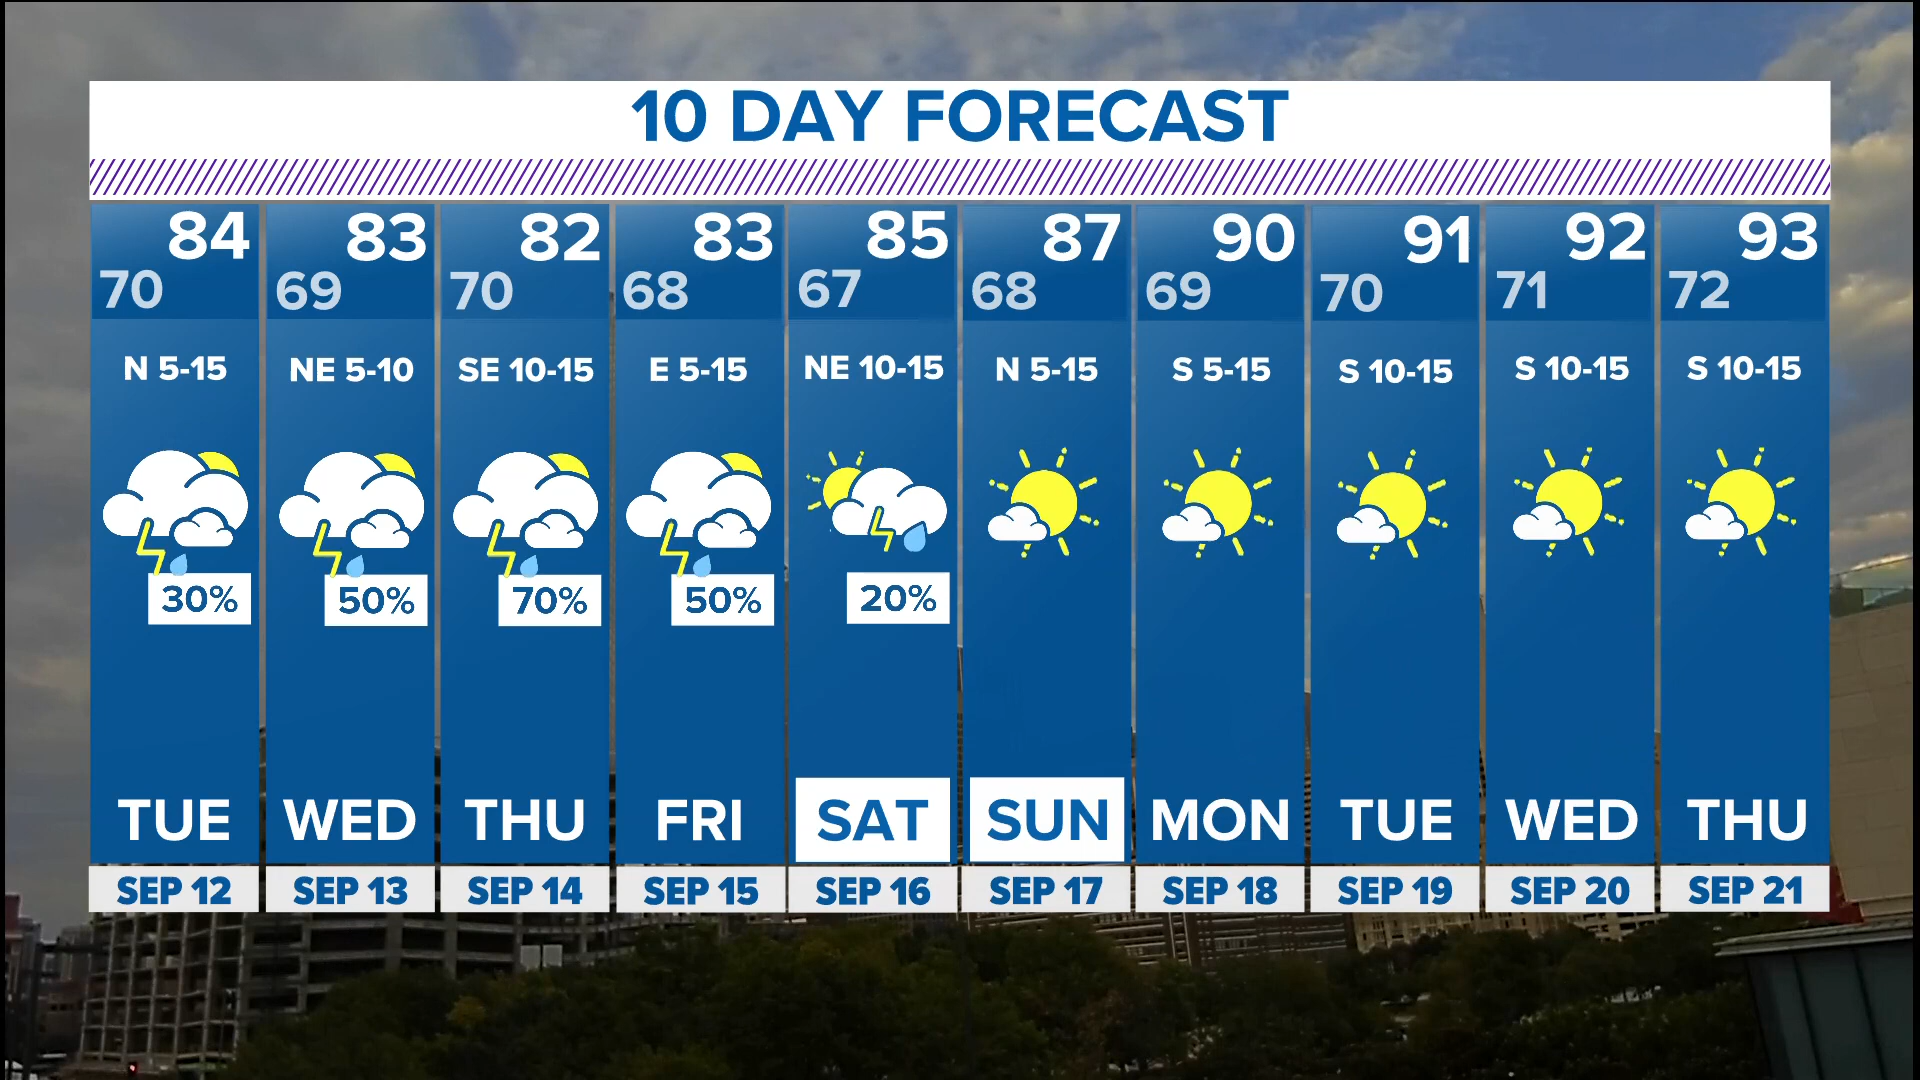 10 DAY FORECAST
84 83 82 83 85 87 90 91 92 93
70 69 70 68 67 68 69 70 71 72
N 5-15 NE 5-10 SE 10-15 E 5-15 NE 10-15 N 5-15 S 5-15 S 10-15 S 10-15 S 10-15
30% 50% 70% 50% 20%
TUE WED THU FRI SAT SUN MON TUE WED THU
SEP 12 SEP 13 SEP 14 SEP 15 SEP 16 SEP 17 SEP 18 SEP 19 SEP 20 SEP 21